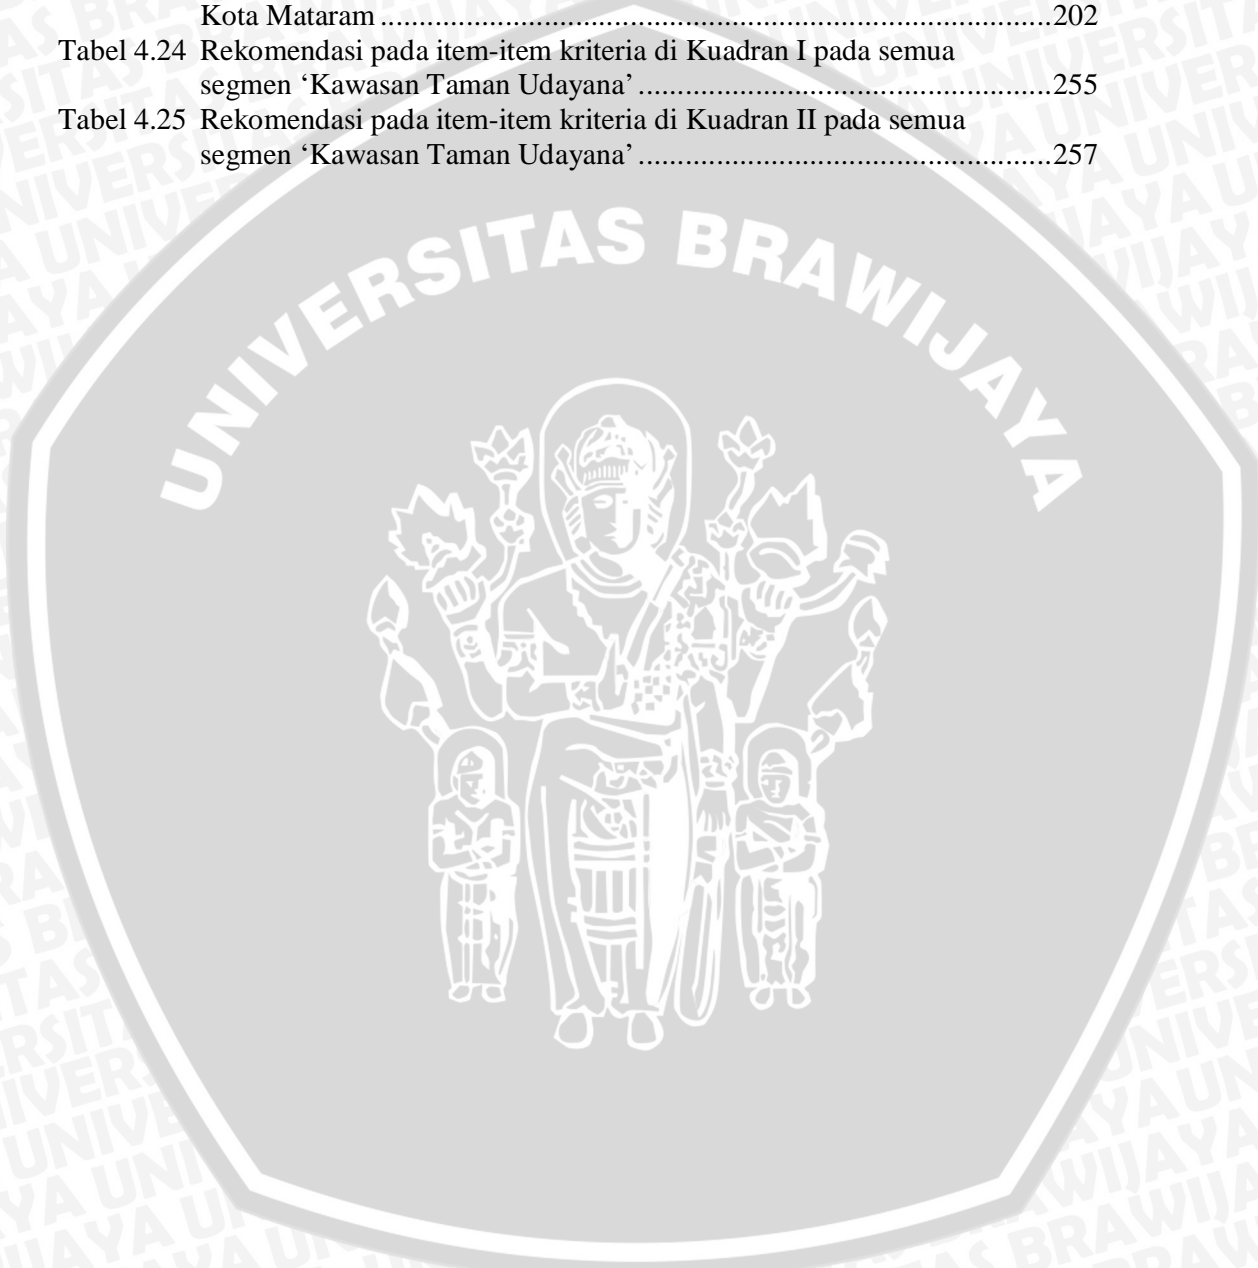 Kota Mataram ......................................................................................202
Tabel 4.24 Rekomendasi pada item-item kriteria di Kuadran I pada semua
segmen ‘Kawasan Taman Udayana’ .....................................................255
Tabel 4.25 Rekomendasi pada item-item kriteria di Kuadran II pada semua
segmen ‘Kawasan Taman Udayana’ .....................................................257
UNIVERSITAS BRAWIJAYA